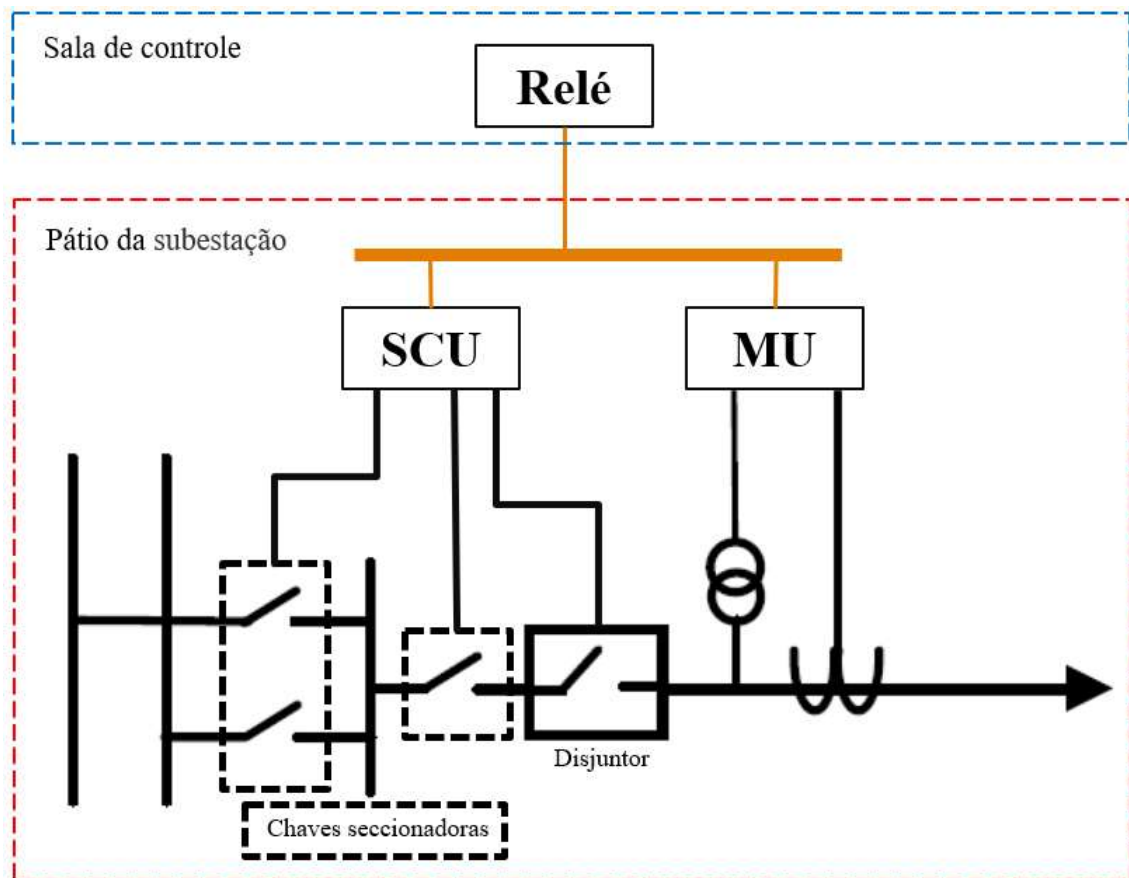 Sala de controle
Relé
Pátio da subestação
SCU
MU
Disjuntor
Chaves seccionadoras